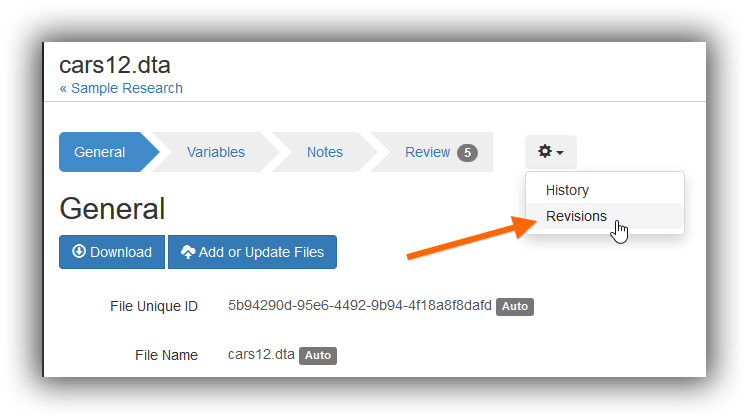 cars12.dta
« Sample Research
General Variables Notes Review 5
History
Revisions
General
Download Add or Update Files
File Unique ID 5b94290d-95e6-4492-9b94-4f18a8f8dafd Auto
File Name cars12.dta Auto